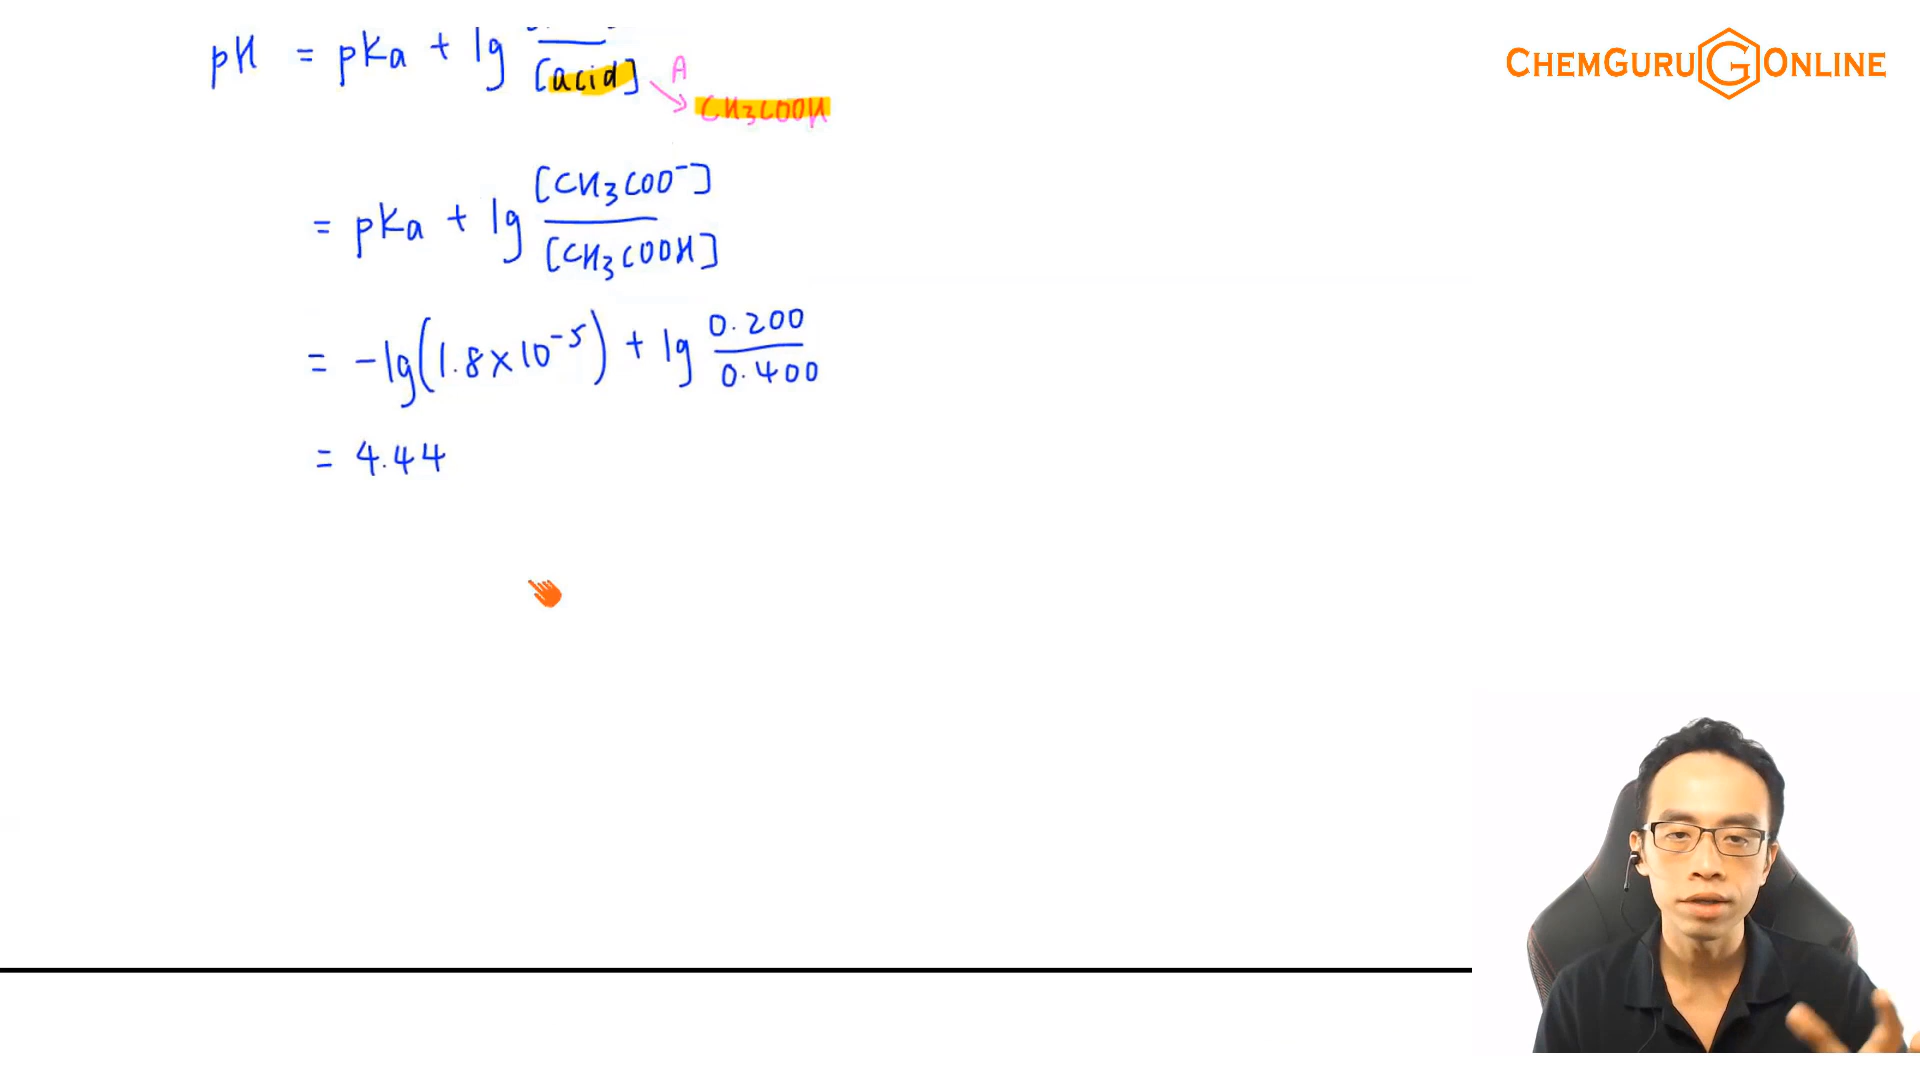 CHEMGURU G ONLINE
pH = pKa + lg ——— [acid] A
CH₃COOH
= pKa + lg [CH₃COO⁻] / [CH₃COOH]
= -lg(1.8×10⁻⁵) + lg 0.200 / 0.400
= 4.44